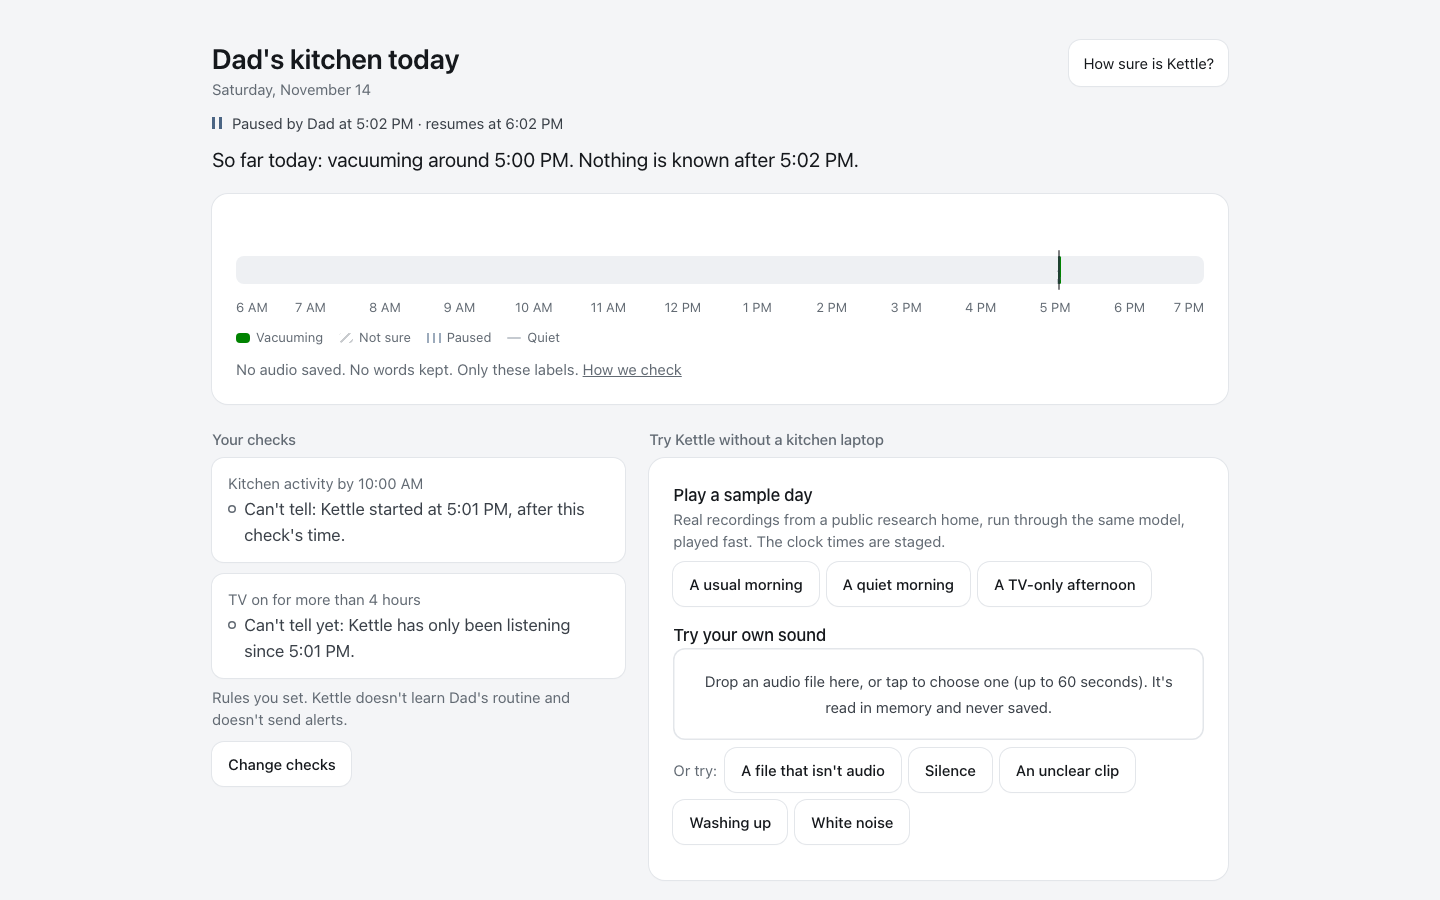 Dad's kitchen today
How sure is Kettle?
Saturday, November 14
Paused by Dad at 5:02 PM · resumes at 6:02 PM
So far today: vacuuming around 5:00 PM. Nothing is known after 5:02 PM.
6 AM 7 AM 8 AM 9 AM 10 AM 11 AM 12 PM 1 PM 2 PM 3 PM 4 PM 5 PM 6 PM 7 PM
Vacuuming Not sure Paused Quiet
No audio saved. No words kept. Only these labels. How we check
Your checks
Kitchen activity by 10:00 AM
Can't tell: Kettle started at 5:01 PM, after this
check's time.
TV on for more than 4 hours
Can't tell yet: Kettle has only been listening
since 5:01 PM.
Rules you set. Kettle doesn't learn Dad's routine and
doesn't send alerts.
Change checks
Try Kettle without a kitchen laptop
Play a sample day
Real recordings from a public research home, run through the same model,
played fast. The clock times are staged.
A usual morning A quiet morning A TV-only afternoon
Try your own sound
Drop an audio file here, or tap to choose one (up to 60 seconds). It's
read in memory and never saved.
Or try: A file that isn't audio Silence An unclear clip
Washing up White noise